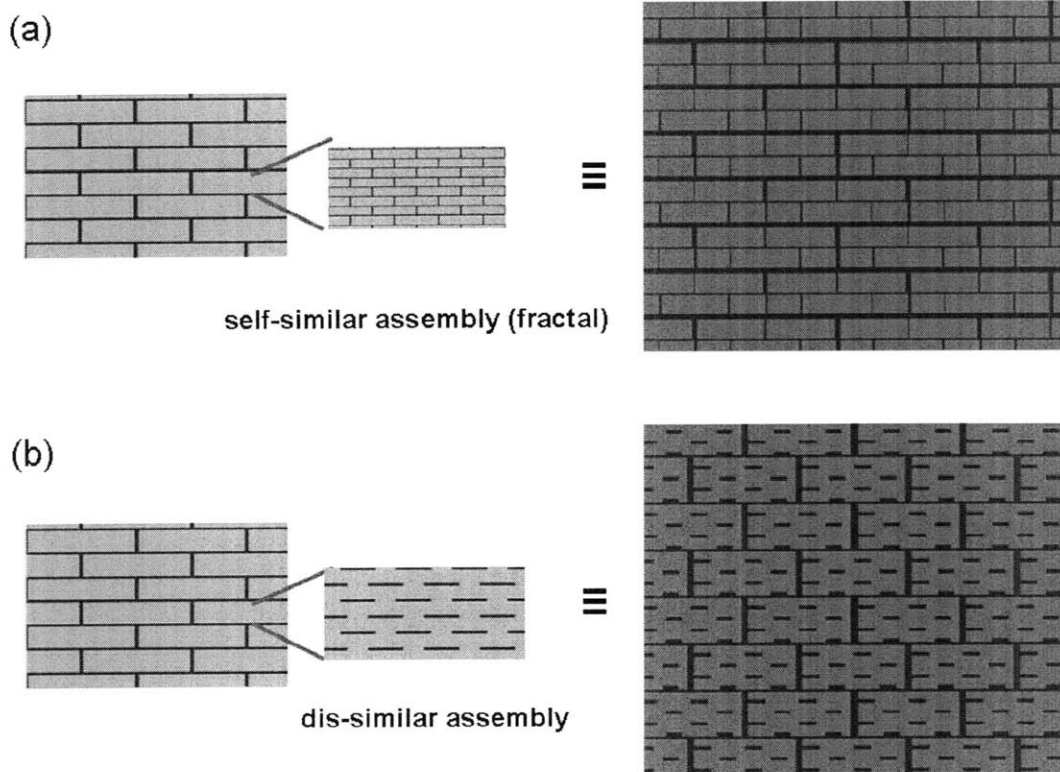 (a)
≡
self-similar assembly (fractal)
(b)
≡
dis-similar assembly